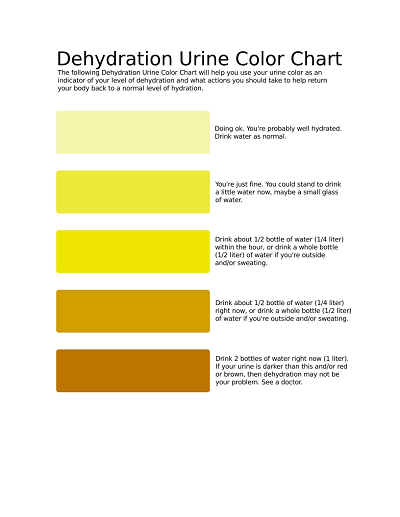 Dehydration Urine Color Chart
The following Dehydration Urine Color Chart will help you use your urine color as an
indicator of your level of dehydration and what actions you should take to help return
your body back to a normal level of hydration.
Doing ok. You're probably well hydrated.
Drink water as normal.
You're just fine. You could stand to drink
a little water now, maybe a small glass
of water.
Drink about 1/2 bottle of water (1/4 liter)
within the hour, or drink a whole bottle
(1/2 liter) of water if you're outside
and/or sweating.
Drink about 1/2 bottle of water (1/4 liter)
right now, or drink a whole bottle (1/2 liter)
of water if you're outside and/or sweating.
Drink 2 bottles of water right now (1 liter).
If your urine is darker than this and/or red
or brown, then dehydration may not be
your problem. See a doctor.